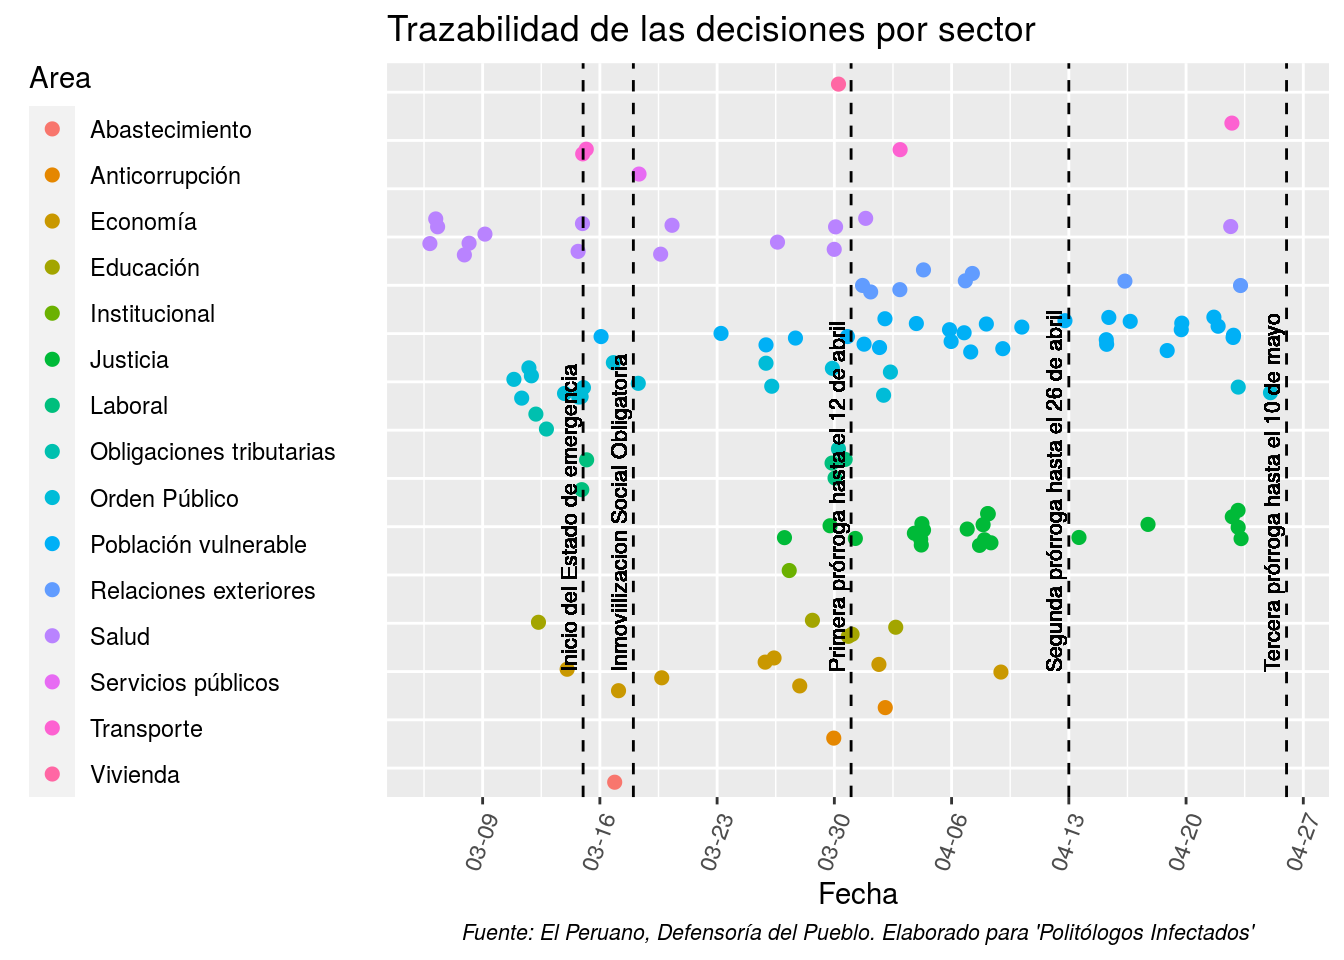 Trazabilidad de las decisiones por sector
Area
Abastecimiento
Anticorrupción
Economía
Educación
Institucional
Justicia
Laboral
Obligaciones tributarias
Orden Público
Población vulnerable
Relaciones exteriores
Salud
Servicios públicos
Transporte
Vivienda
Inicio del Estado de emergencia
Inmoviilizacion Social Obligatoria
Primera prórroga hasta el 12 de abril
Segunda prórroga hasta el 26 de abril
Tercera prórroga hasta el 10 de mayo
03-09
03-16
03-23
03-30
04-06
04-13
04-20
04-27
Fecha
Fuente: El Peruano, Defensoría del Pueblo. Elaborado para 'Politólogos Infectados'